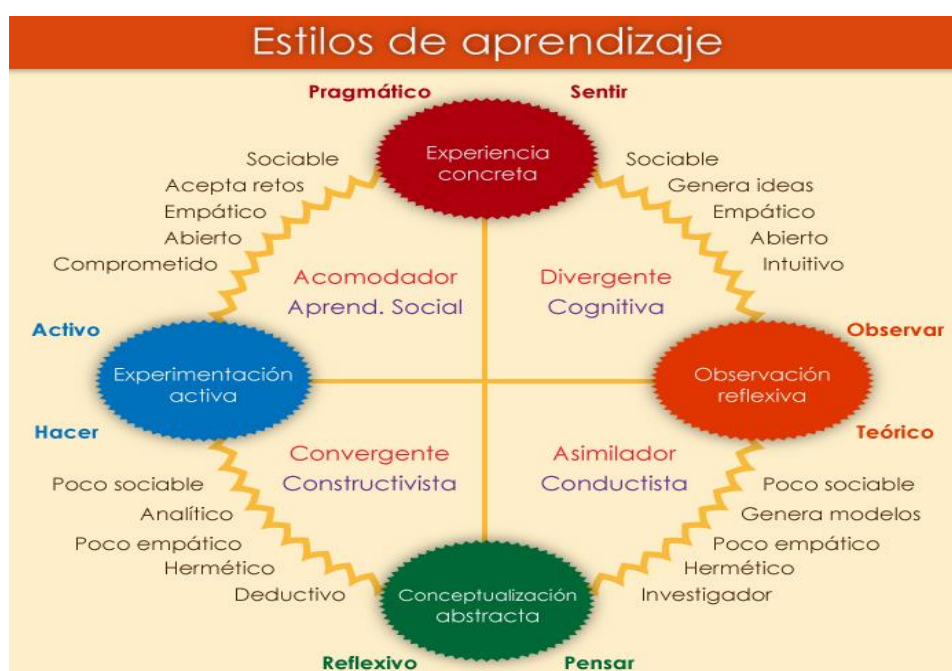 Estilos de aprendizaje
Pragmático
Sentir
Experiencia
concreta
Sociable
Acepta retos
Empático
Abierto
Comprometido
Sociable
Genera ideas
Empático
Abierto
Intuitivo
Acomodador
Aprend. Social
Divergente
Cognitiva
Activo
Experimentación
activa
Hacer
Observar
Observación
reflexiva
Teórico
Convergente
Constructivista
Asimilador
Conductista
Poco sociable
Analítico
Poco empático
Hermético
Deductivo
Poco sociable
Genera modelos
Poco empático
Hermético
Investigador
Conceptualización
abstracta
Reflexivo
Pensar